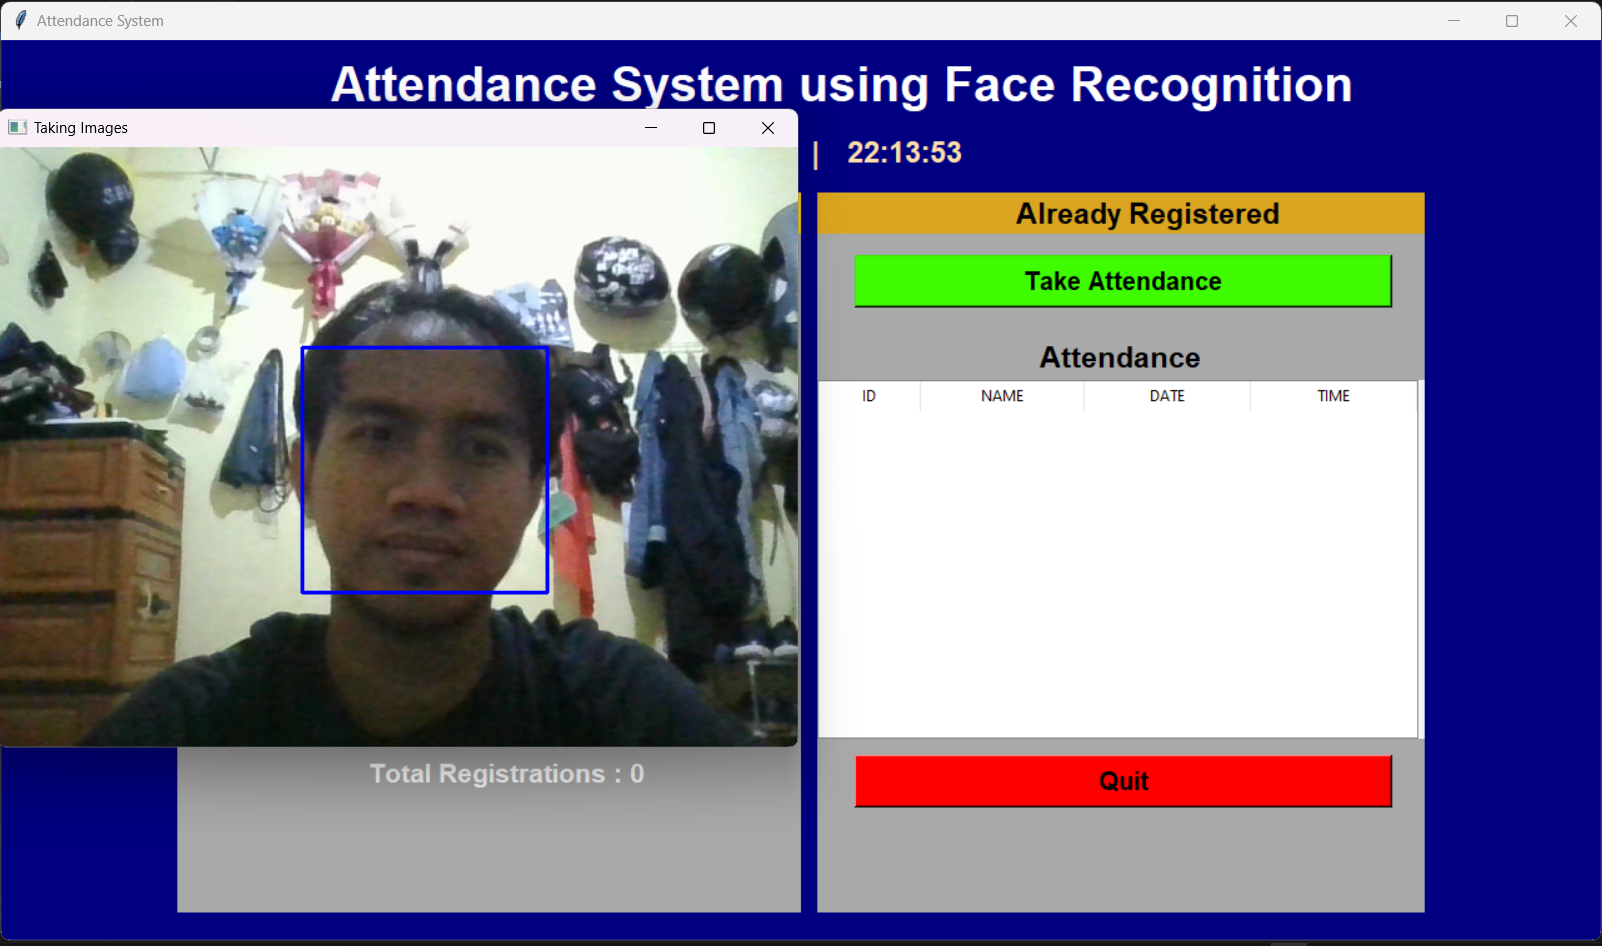 Attendance System
Attendance System using Face Recognition
Taking Images
| 22:13:53
Already Registered
Take Attendance
Attendance
ID NAME DATE TIME
Total Registrations : 0
Quit